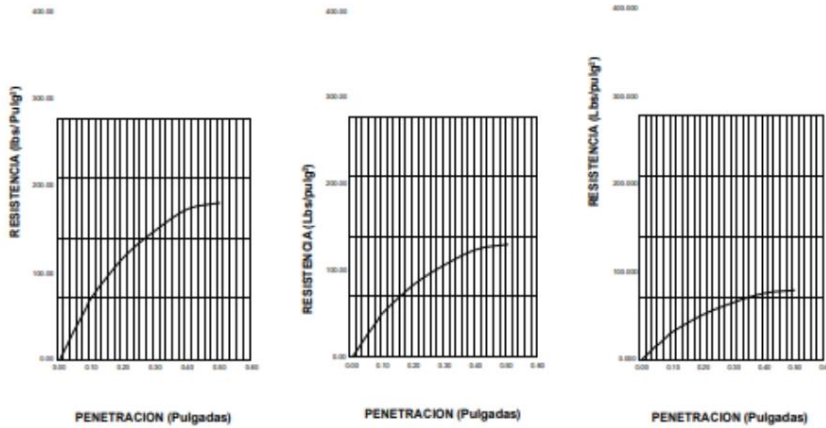 400.00
300.00
200.00
100.00
0.00
RESISTENCIA (lbs/Pulg²)
0.00 0.10 0.20 0.30 0.40 0.50 0.60
PENETRACION (Pulgadas)
400.00
300.00
200.00
100.00
0.00
RESISTENCIA (Lbs/pulg²)
0.00 0.10 0.20 0.30 0.40 0.50 0.60
PENETRACION (Pulgadas)
400.000
300.000
200.000
100.000
0.000
RESISTENCIA (Lbs/pulg²)
0.00 0.10 0.20 0.30 0.40 0.50
PENETRACION (Pulgadas)